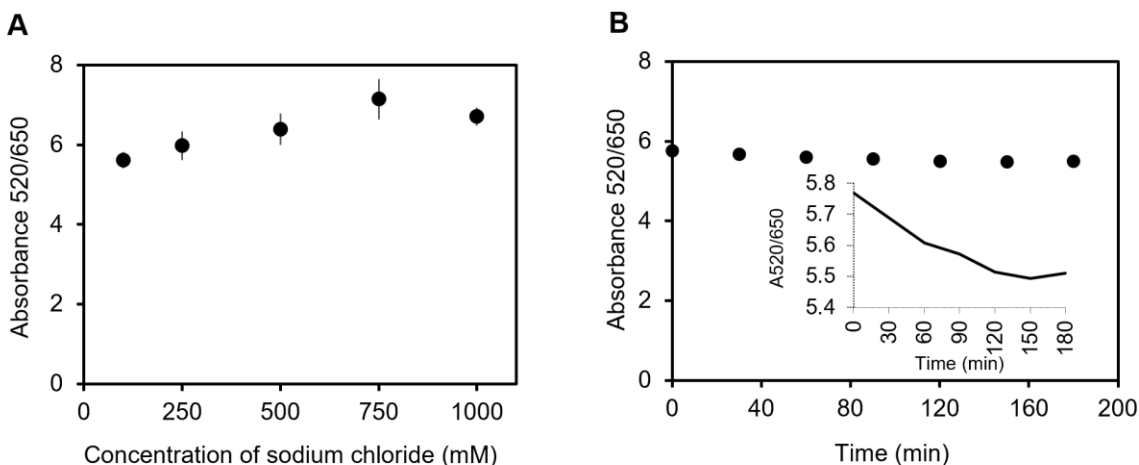 A
Absorbance 520/650
8
6
4
2
0
0 250 500 750 1000
Concentration of sodium chloride (mM)
B
Absorbance 520/650
8
6
4
2
0
A520/650
5.8
5.7
5.6
5.5
5.4
0 30 60 90 120 150 180
Time (min)
0 40 80 120 160 200
Time (min)